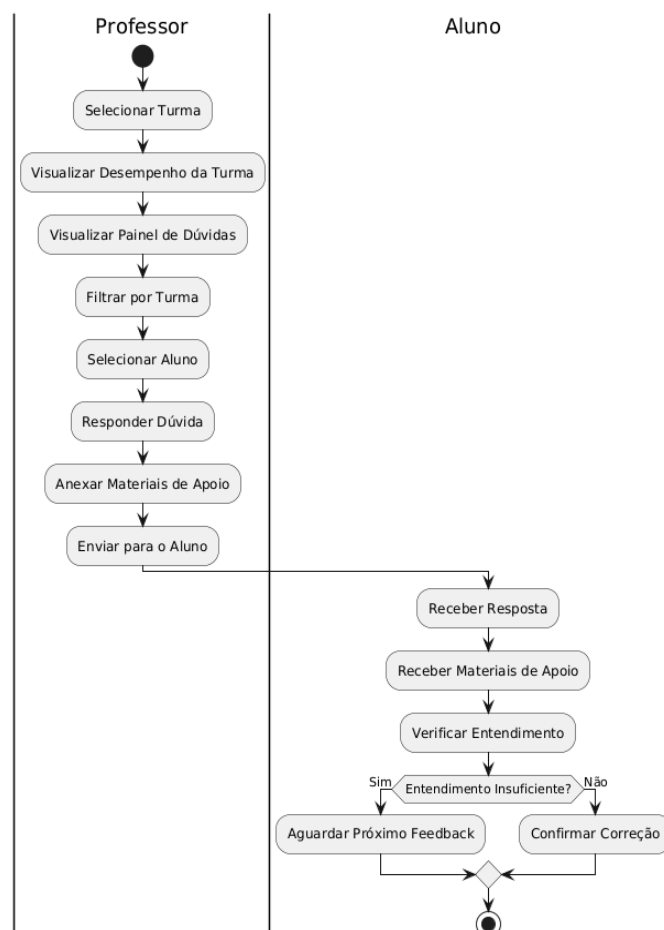 Professor
Aluno
Selecionar Turma
Visualizar Desempenho da Turma
Visualizar Painel de Dúvidas
Filtrar por Turma
Selecionar Aluno
Responder Dúvida
Anexar Materiais de Apoio
Enviar para o Aluno
Receber Resposta
Receber Materiais de Apoio
Verificar Entendimento
Sim
Entendimento Insuficiente?
Não
Aguardar Próximo Feedback
Confirmar Correção